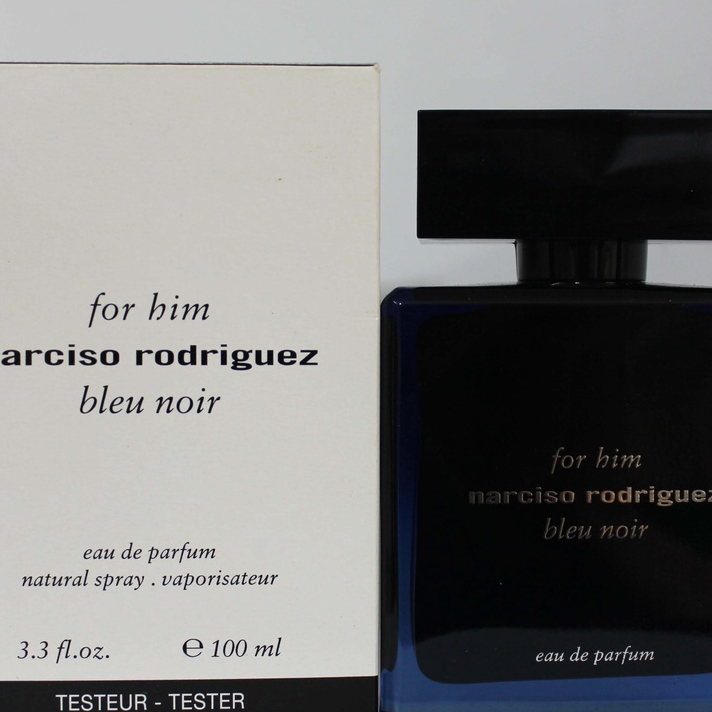 for him
arciso rodriguez
bleu noir
eau de parfum
natural spray . vaporisateur
3.3 fl.oz. ℮ 100 ml
TESTEUR - TESTER
for him
narciso rodriguez
bleu noir
eau de parfum